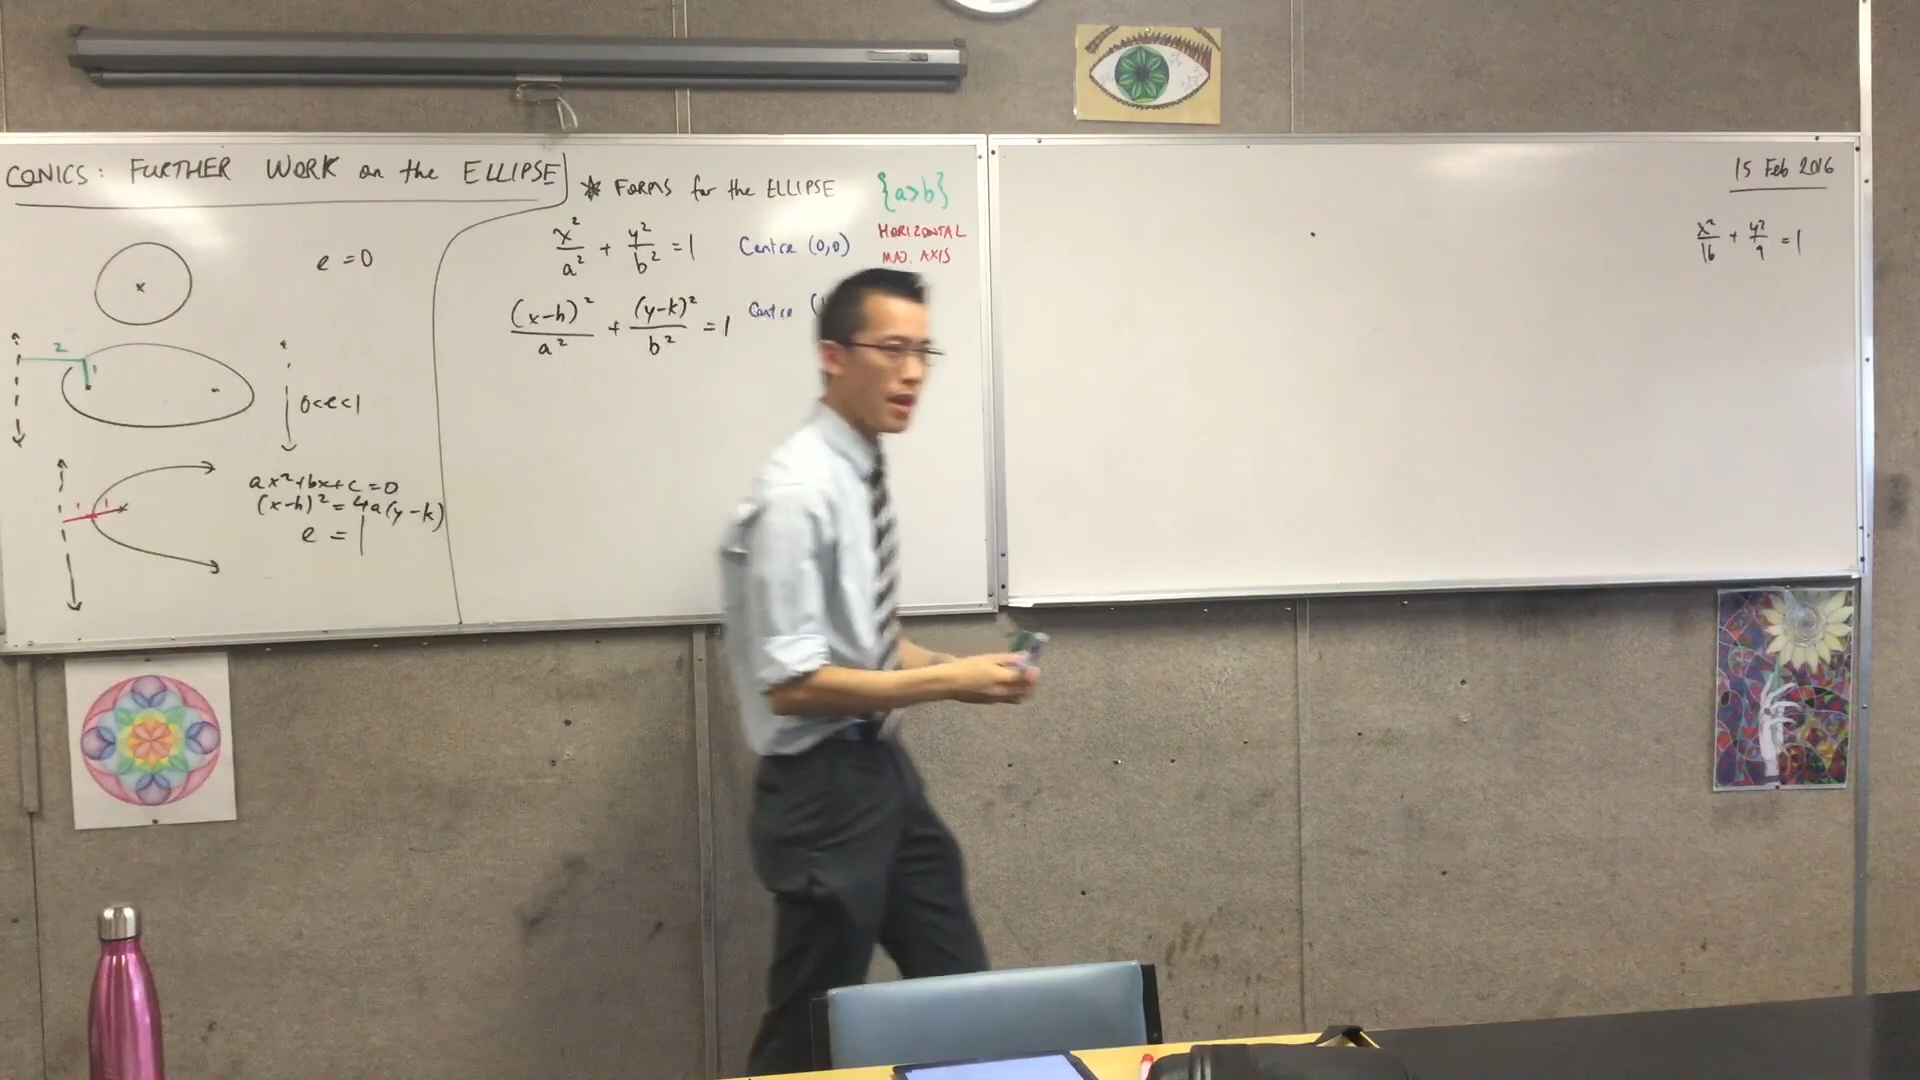 CONICS: FURTHER WORK on the ELLIPSE
e = 0
2
1
0<e<1
1 1
ax²+bx+c=0
(x-h)² = 4a(y-k)
e = 1
* FORMS for the ELLIPSE {a>b}
x²/a² + y²/b² = 1 Centre (0,0) HORIZONTAL
MAJ. AXIS
(x-h)²/a² + (y-k)²/b² = 1 Centre (
15 Feb 2016
x²/16 + y²/9 = 1